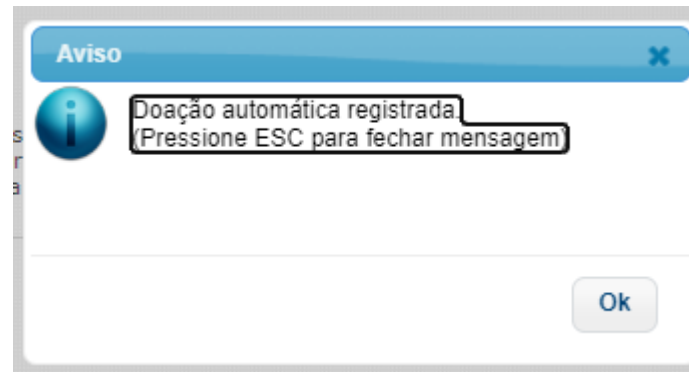 Aviso
Doação automática registrada.
(Pressione ESC para fechar mensagem)
Ok